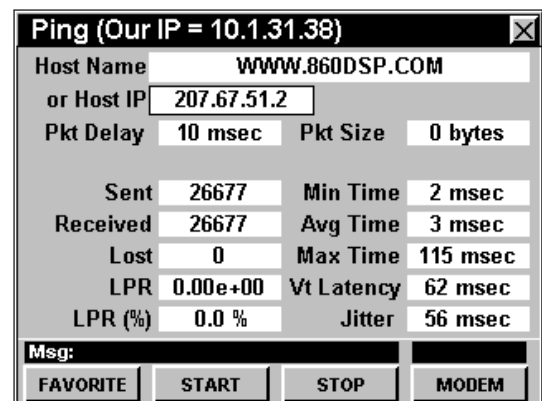 Ping (Our IP = 10.1.31.38)
Host Name WWW.860DSP.COM
or Host IP 207.67.51.2
Pkt Delay 10 msec Pkt Size 0 bytes
Sent 26677 Min Time 2 msec
Received 26677 Avg Time 3 msec
Lost 0 Max Time 115 msec
LPR 0.00e+00 Vt Latency 62 msec
LPR (%) 0.0 % Jitter 56 msec
Msg:
FAVORITE START STOP MODEM